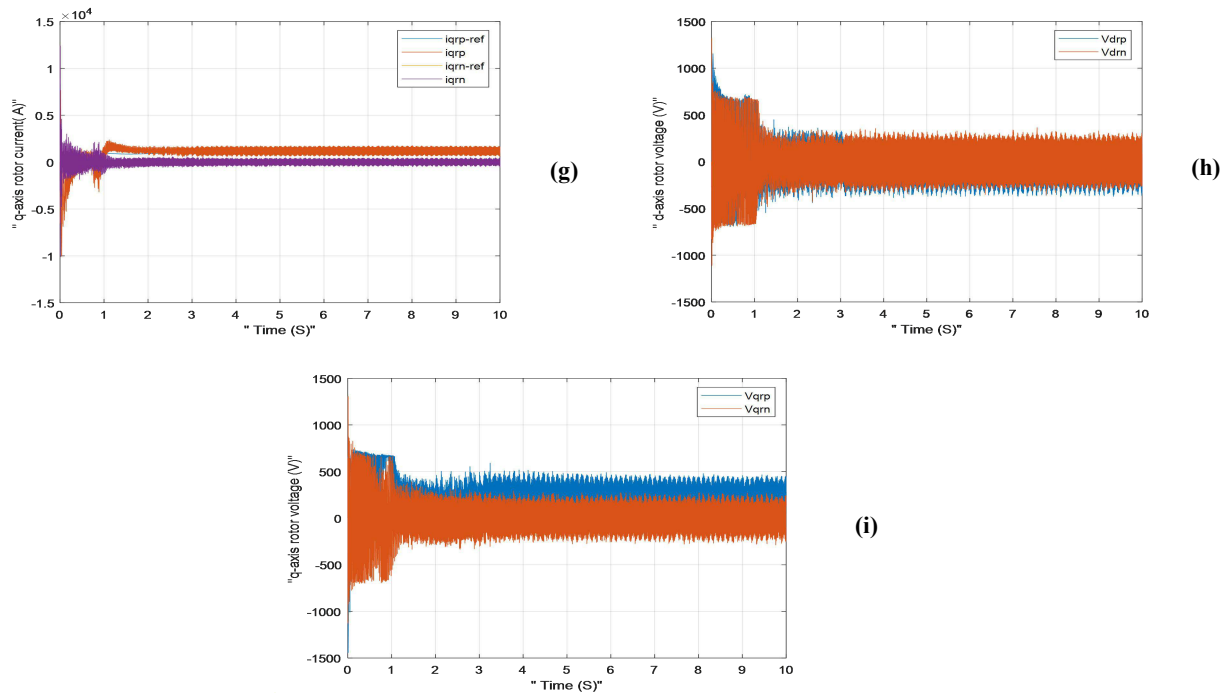 ×10⁴
1.5
1
0.5
0
-0.5
-1
-1.5
" q-axis rotor current( A)"
iqrp-ref
iqrp
iqrn-ref
iqrn
0 1 2 3 4 5 6 7 8 9 10
" Time (S)"
(g)
1500
1000
500
0
-500
-1000
-1500
" d-axis rotor voltage (V)"
Vdrp
Vdrn
0 1 2 3 4 5 6 7 8 9 10
" Time (S)"
(h)
1500
1000
500
0
-500
-1000
-1500
"q-axis rotor voltage (V)"
Vqrp
Vqrn
0 1 2 3 4 5 6 7 8 9 10
" Time (S)"
(i)